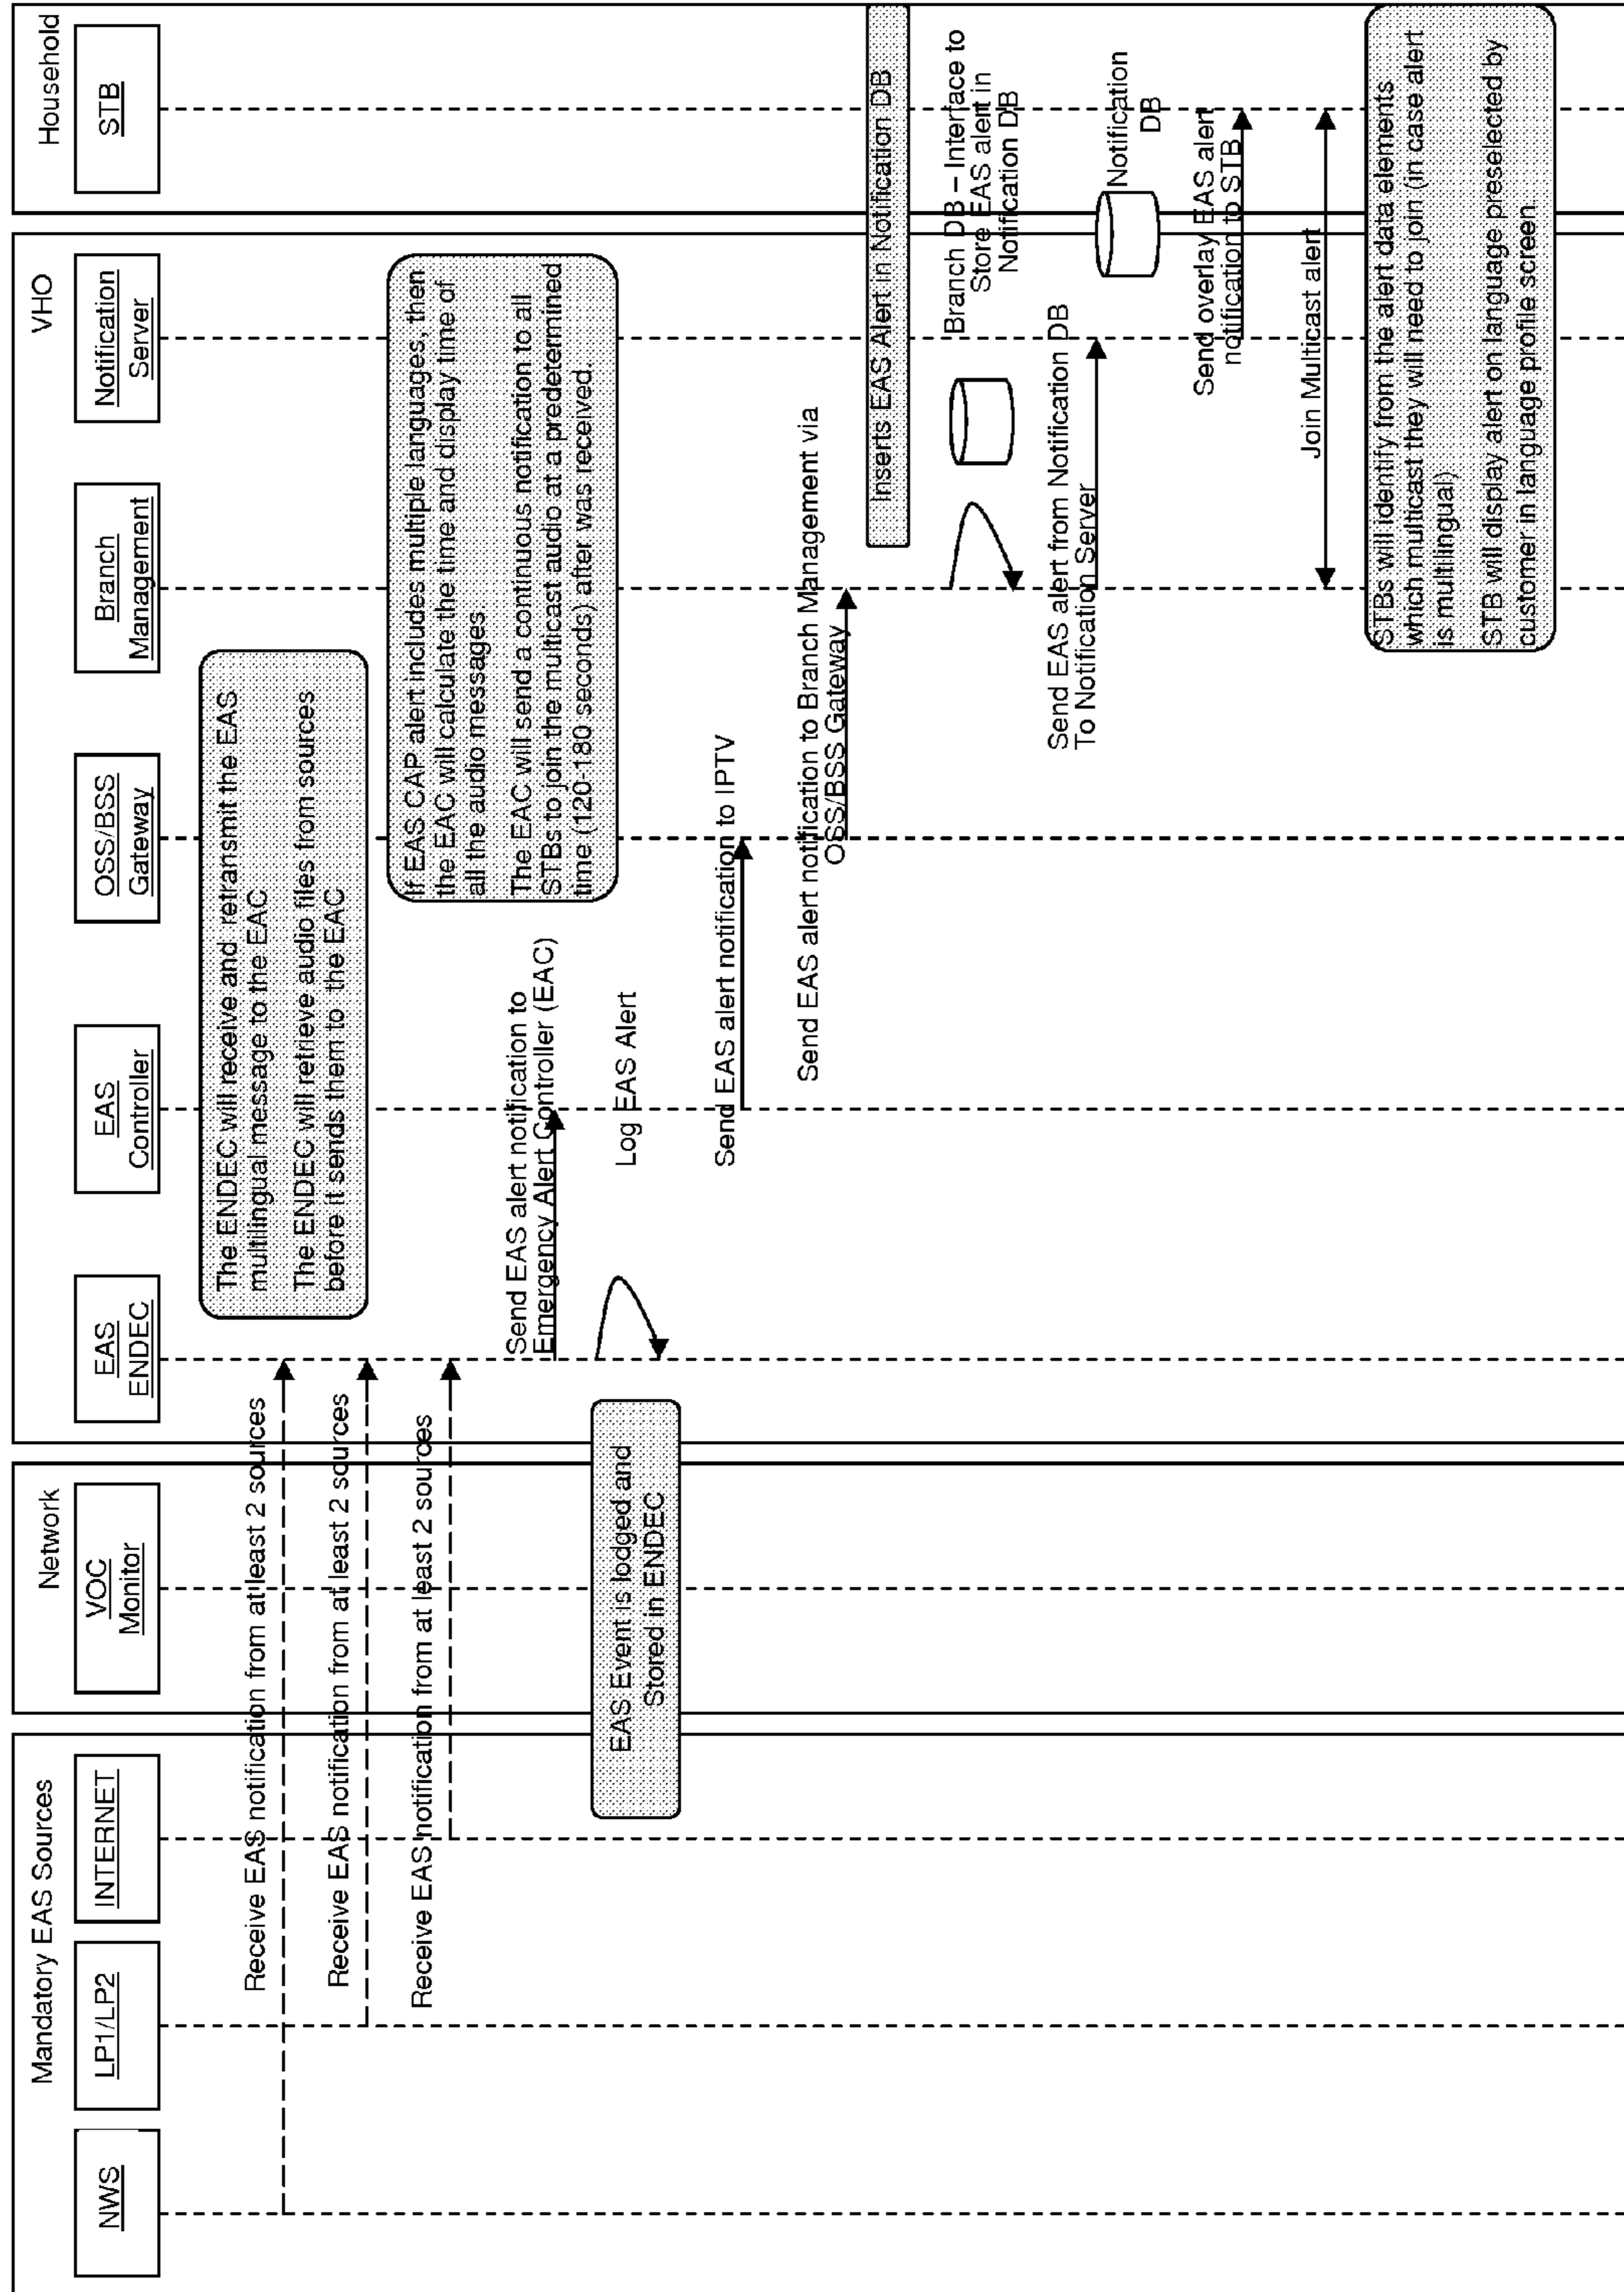 Mandatory EAS Sources
Network
VHO
Household
NWS
LP1/LP2
INTERNET
VOC
Monitor
EAS
ENDEC
EAS
Controller
OSS/BSS
Gateway
Branch
Management
Notification
Server
STB
The ENDEC will receive and retransmit the EAS
multilingual message to the EAC
The ENDEC will retrieve audio files from sources
before it sends them to the EAC
Receive EAS notification from at least 2 sources
Receive EAS notification from at least 2 sources
Receive EAS notification from at least 2 sources
If EAS CAP alert includes multiple languages, then
the EAC will calculate the time and display time of
all the audio messages
The EAC will send a continuous notification to all
STBs to join the multicast audio at a predetermined
time (120-180 seconds) after was received.
Send EAS alert notification to
Emergency Alert Controller (EAC)
EAS Event is lodged and
Stored in ENDEC
Log EAS Alert
Send EAS alert notification to IPTV
Send EAS alert notification to Branch Management via
OSS/BSS Gateway
Inserts EAS Alert in Notification DB
Branch DB – Interface to
Store EAS alert in
Notification DB
Send EAS alert from Notification DB
To Notification Server
Notification
DB
Send overlay EAS alert
notification to STB
Join Multicast alert
STBs will identify from the alert data elements
which multicast they will need to join (in case alert
is multilingual)
STB will display alert on language preselected by
customer in language profile screen